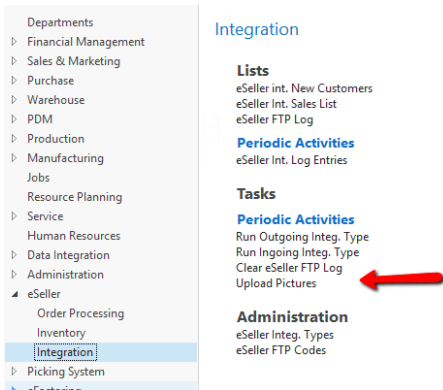 Departments
Financial Management
Sales & Marketing
Purchase
Warehouse
PDM
Production
Manufacturing
Jobs
Resource Planning
Service
Human Resources
Data Integration
Administration
eSeller
Order Processing
Inventory
Integration
Picking System
eFactoring
Integration
Lists
eSeller int. New Customers
eSeller Int. Sales List
eSeller FTP Log
Periodic Activities
eSeller Int. Log Entries
Tasks
Periodic Activities
Run Outgoing Integ. Type
Run Ingoing Integ. Type
Clear eSeller FTP Log
Upload Pictures
Administration
eSeller Integ. Types
eSeller FTP Codes